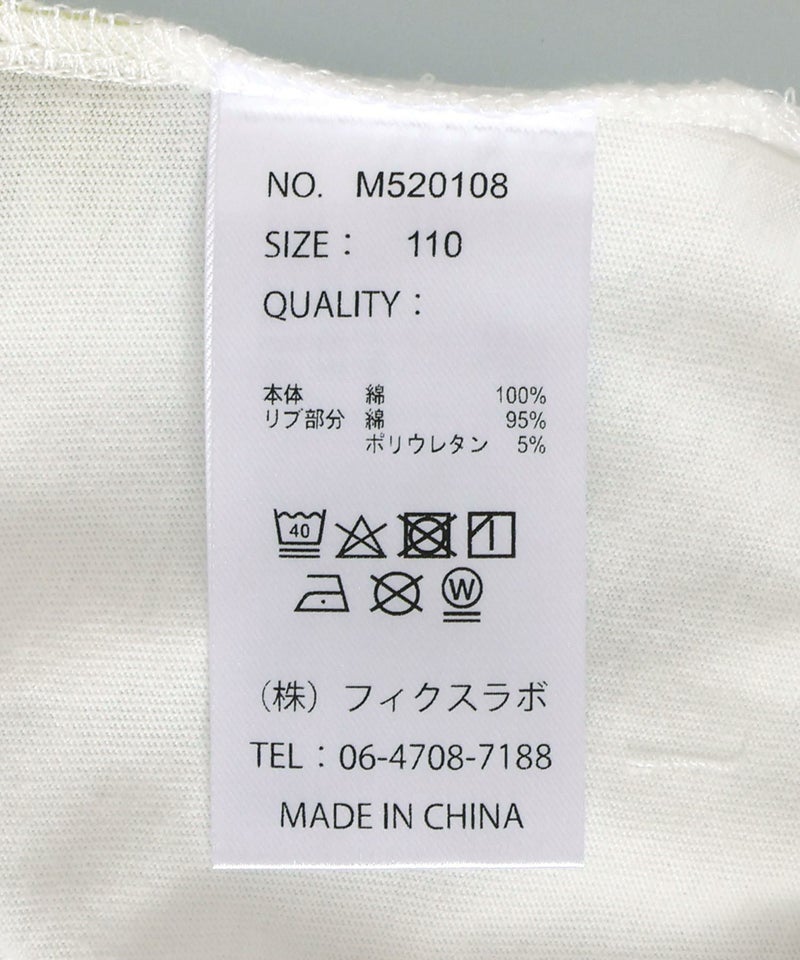 NO. M520108
SIZE： 110
QUALITY：
本体 綿 100%
リブ部分 綿 95%
ポリウレタン 5%
40
W
（株）フィクスラボ
TEL：06-4708-7188
MADE IN CHINA